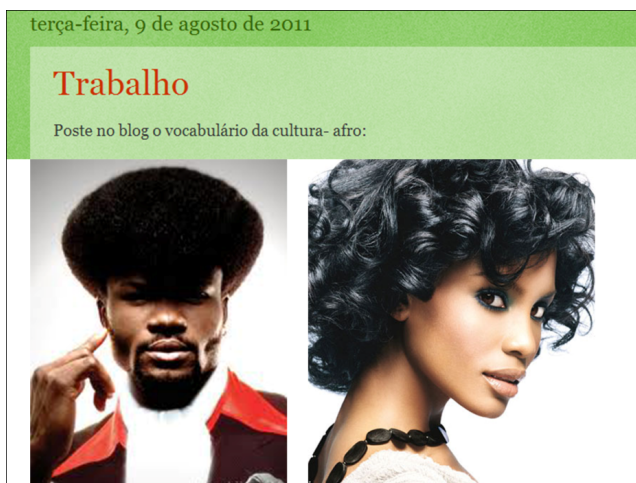 terça-feira, 9 de agosto de 2011
Trabalho
Poste no blog o vocabulário da cultura- afro: